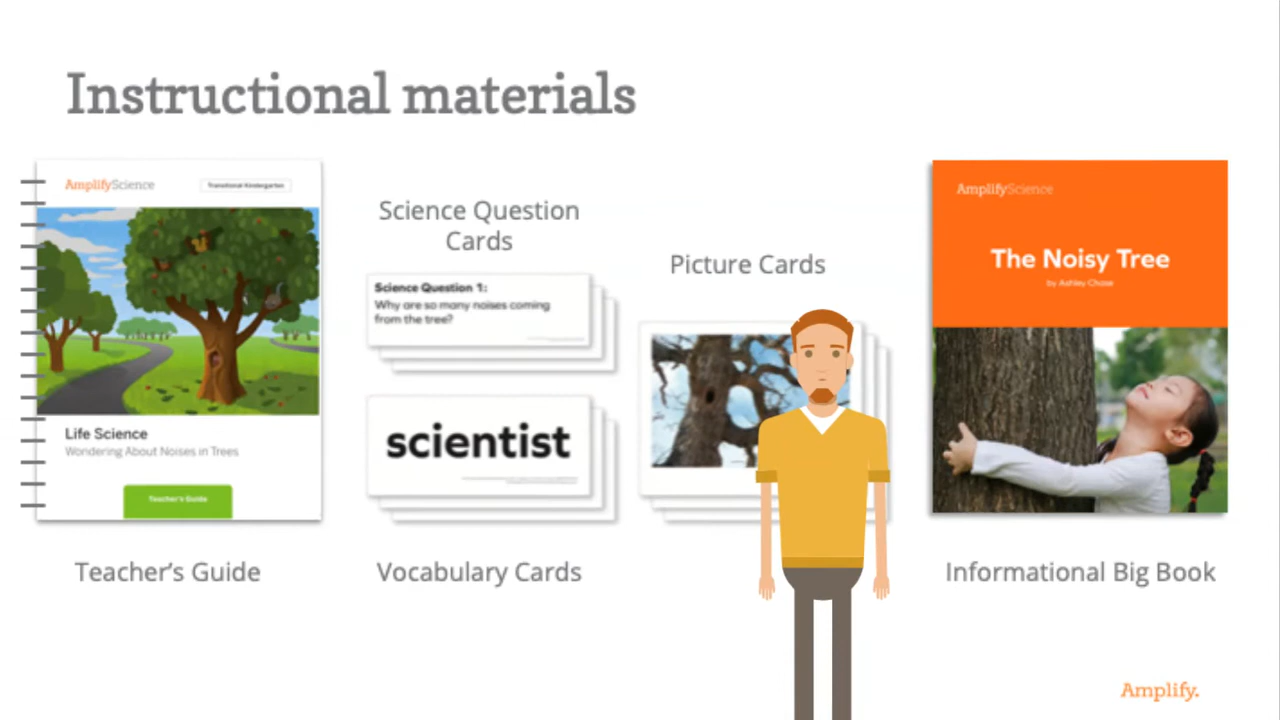 Instructional materials
AmplifyScience
Transitional Kindergarten
Life Science
Wondering About Noises in Trees
Teacher's Guide
Teacher's Guide
Science Question
Cards
Science Question 1:
Why are so many noises coming
from the tree?
scientist
Vocabulary Cards
Picture Cards
AmplifyScience
The Noisy Tree
by Ashley Chase
Informational Big Book
Amplify.